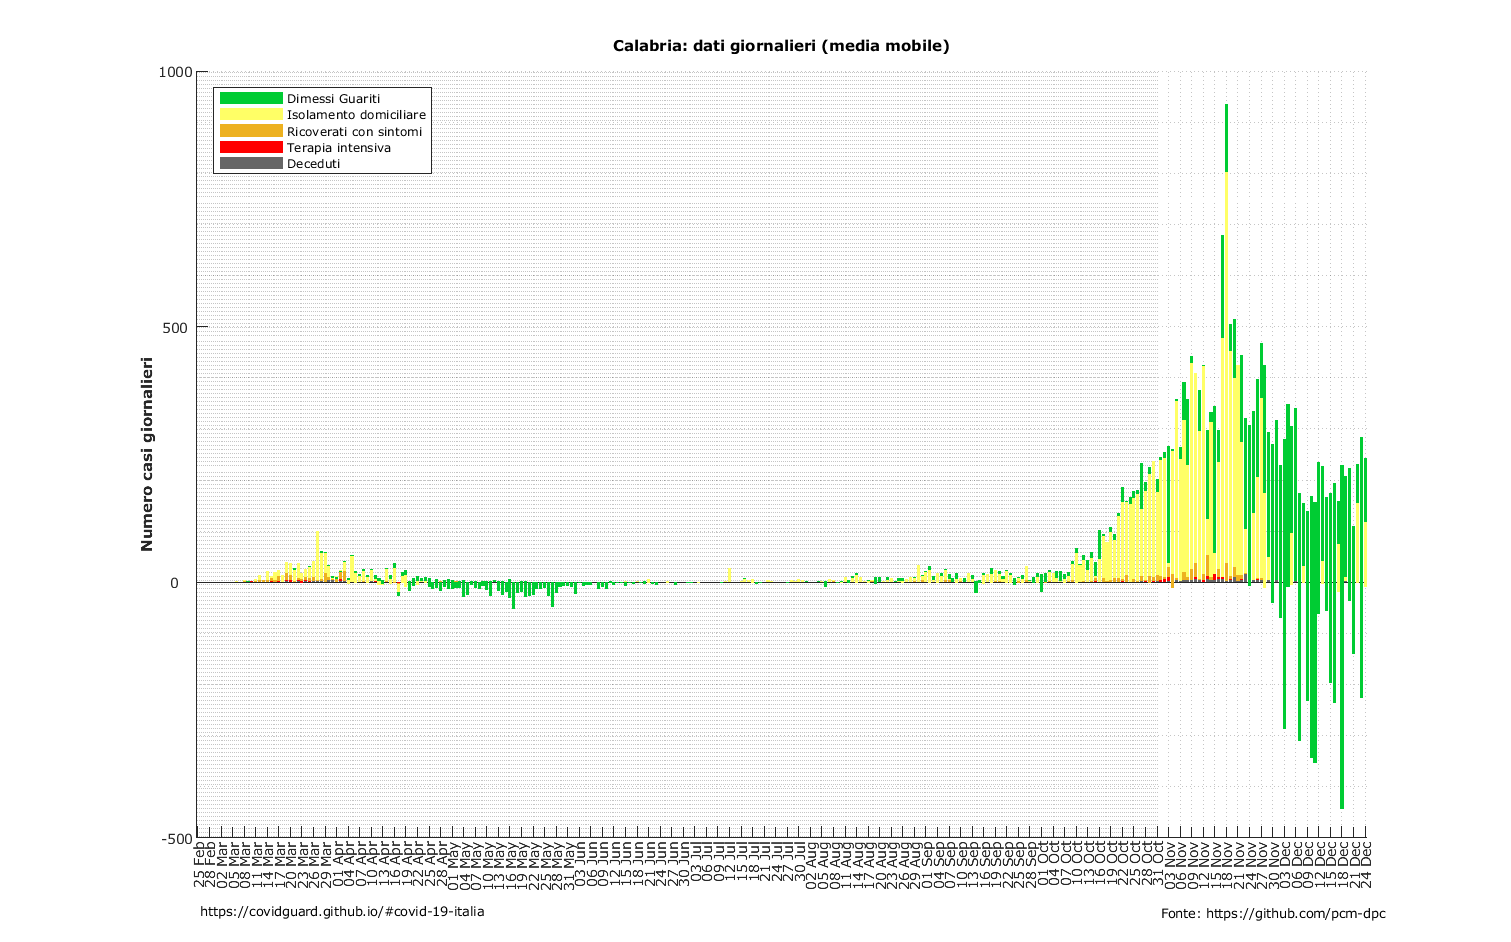 Calabria: dati giornalieri (media mobile)
1000
500
0
-500
Numero casi giornalieri
Dimessi Guariti
Isolamento domiciliare
Ricoverati con sintomi
Terapia intensiva
Deceduti
25 Feb
28 Feb
02 Mar
05 Mar
08 Mar
11 Mar
14 Mar
17 Mar
20 Mar
23 Mar
26 Mar
29 Mar
01 Apr
04 Apr
07 Apr
10 Apr
13 Apr
16 Apr
19 Apr
22 Apr
25 Apr
28 Apr
01 May
04 May
07 May
10 May
13 May
16 May
19 May
22 May
25 May
28 May
31 May
03 Jun
06 Jun
09 Jun
12 Jun
15 Jun
18 Jun
21 Jun
24 Jun
27 Jun
30 Jun
03 Jul
06 Jul
09 Jul
12 Jul
15 Jul
18 Jul
21 Jul
24 Jul
27 Jul
30 Jul
02 Aug
05 Aug
08 Aug
11 Aug
14 Aug
17 Aug
20 Aug
23 Aug
26 Aug
29 Aug
01 Sep
04 Sep
07 Sep
10 Sep
13 Sep
16 Sep
19 Sep
22 Sep
25 Sep
28 Sep
01 Oct
04 Oct
07 Oct
10 Oct
13 Oct
16 Oct
19 Oct
22 Oct
25 Oct
28 Oct
31 Oct
03 Nov
06 Nov
09 Nov
12 Nov
15 Nov
18 Nov
21 Nov
24 Nov
27 Nov
30 Nov
03 Dec
06 Dec
09 Dec
12 Dec
15 Dec
18 Dec
21 Dec
24 Dec
https://covidguard.github.io/#covid-19-italia
Fonte: https://github.com/pcm-dpc